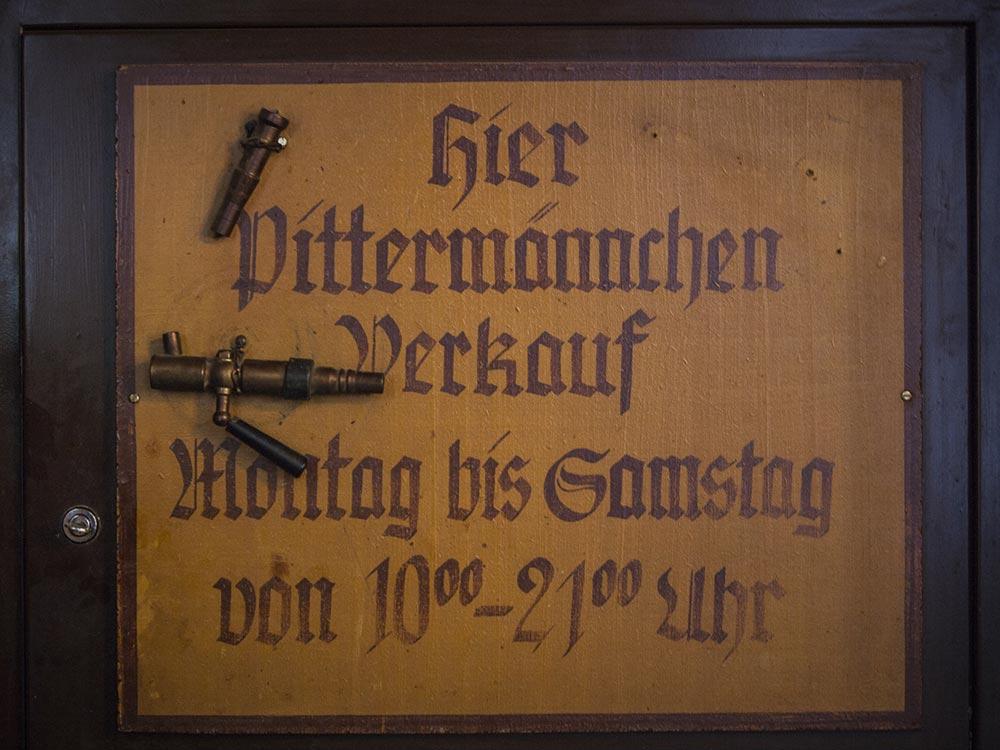 Hier
Pittermännchen
Verkauf
Montag bis Samstag
von 10⁰⁰-21⁰⁰ Uhr